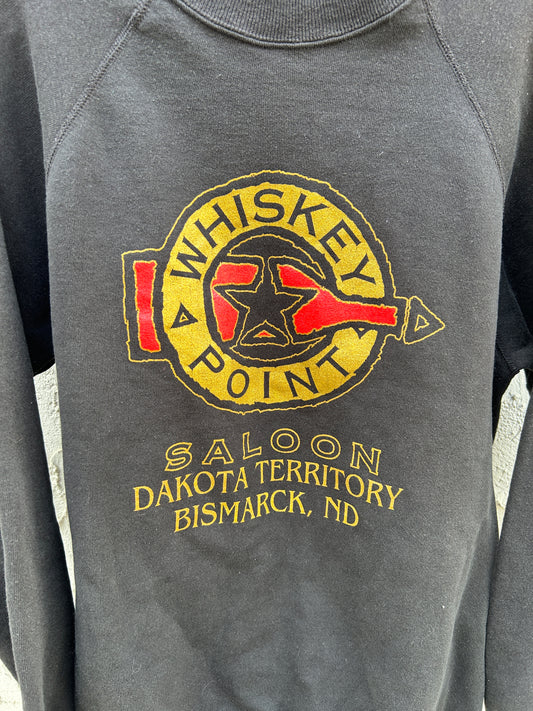 WHISKEY
POINT
SALOON
DAKOTA TERRITORY
BISMARCK, ND